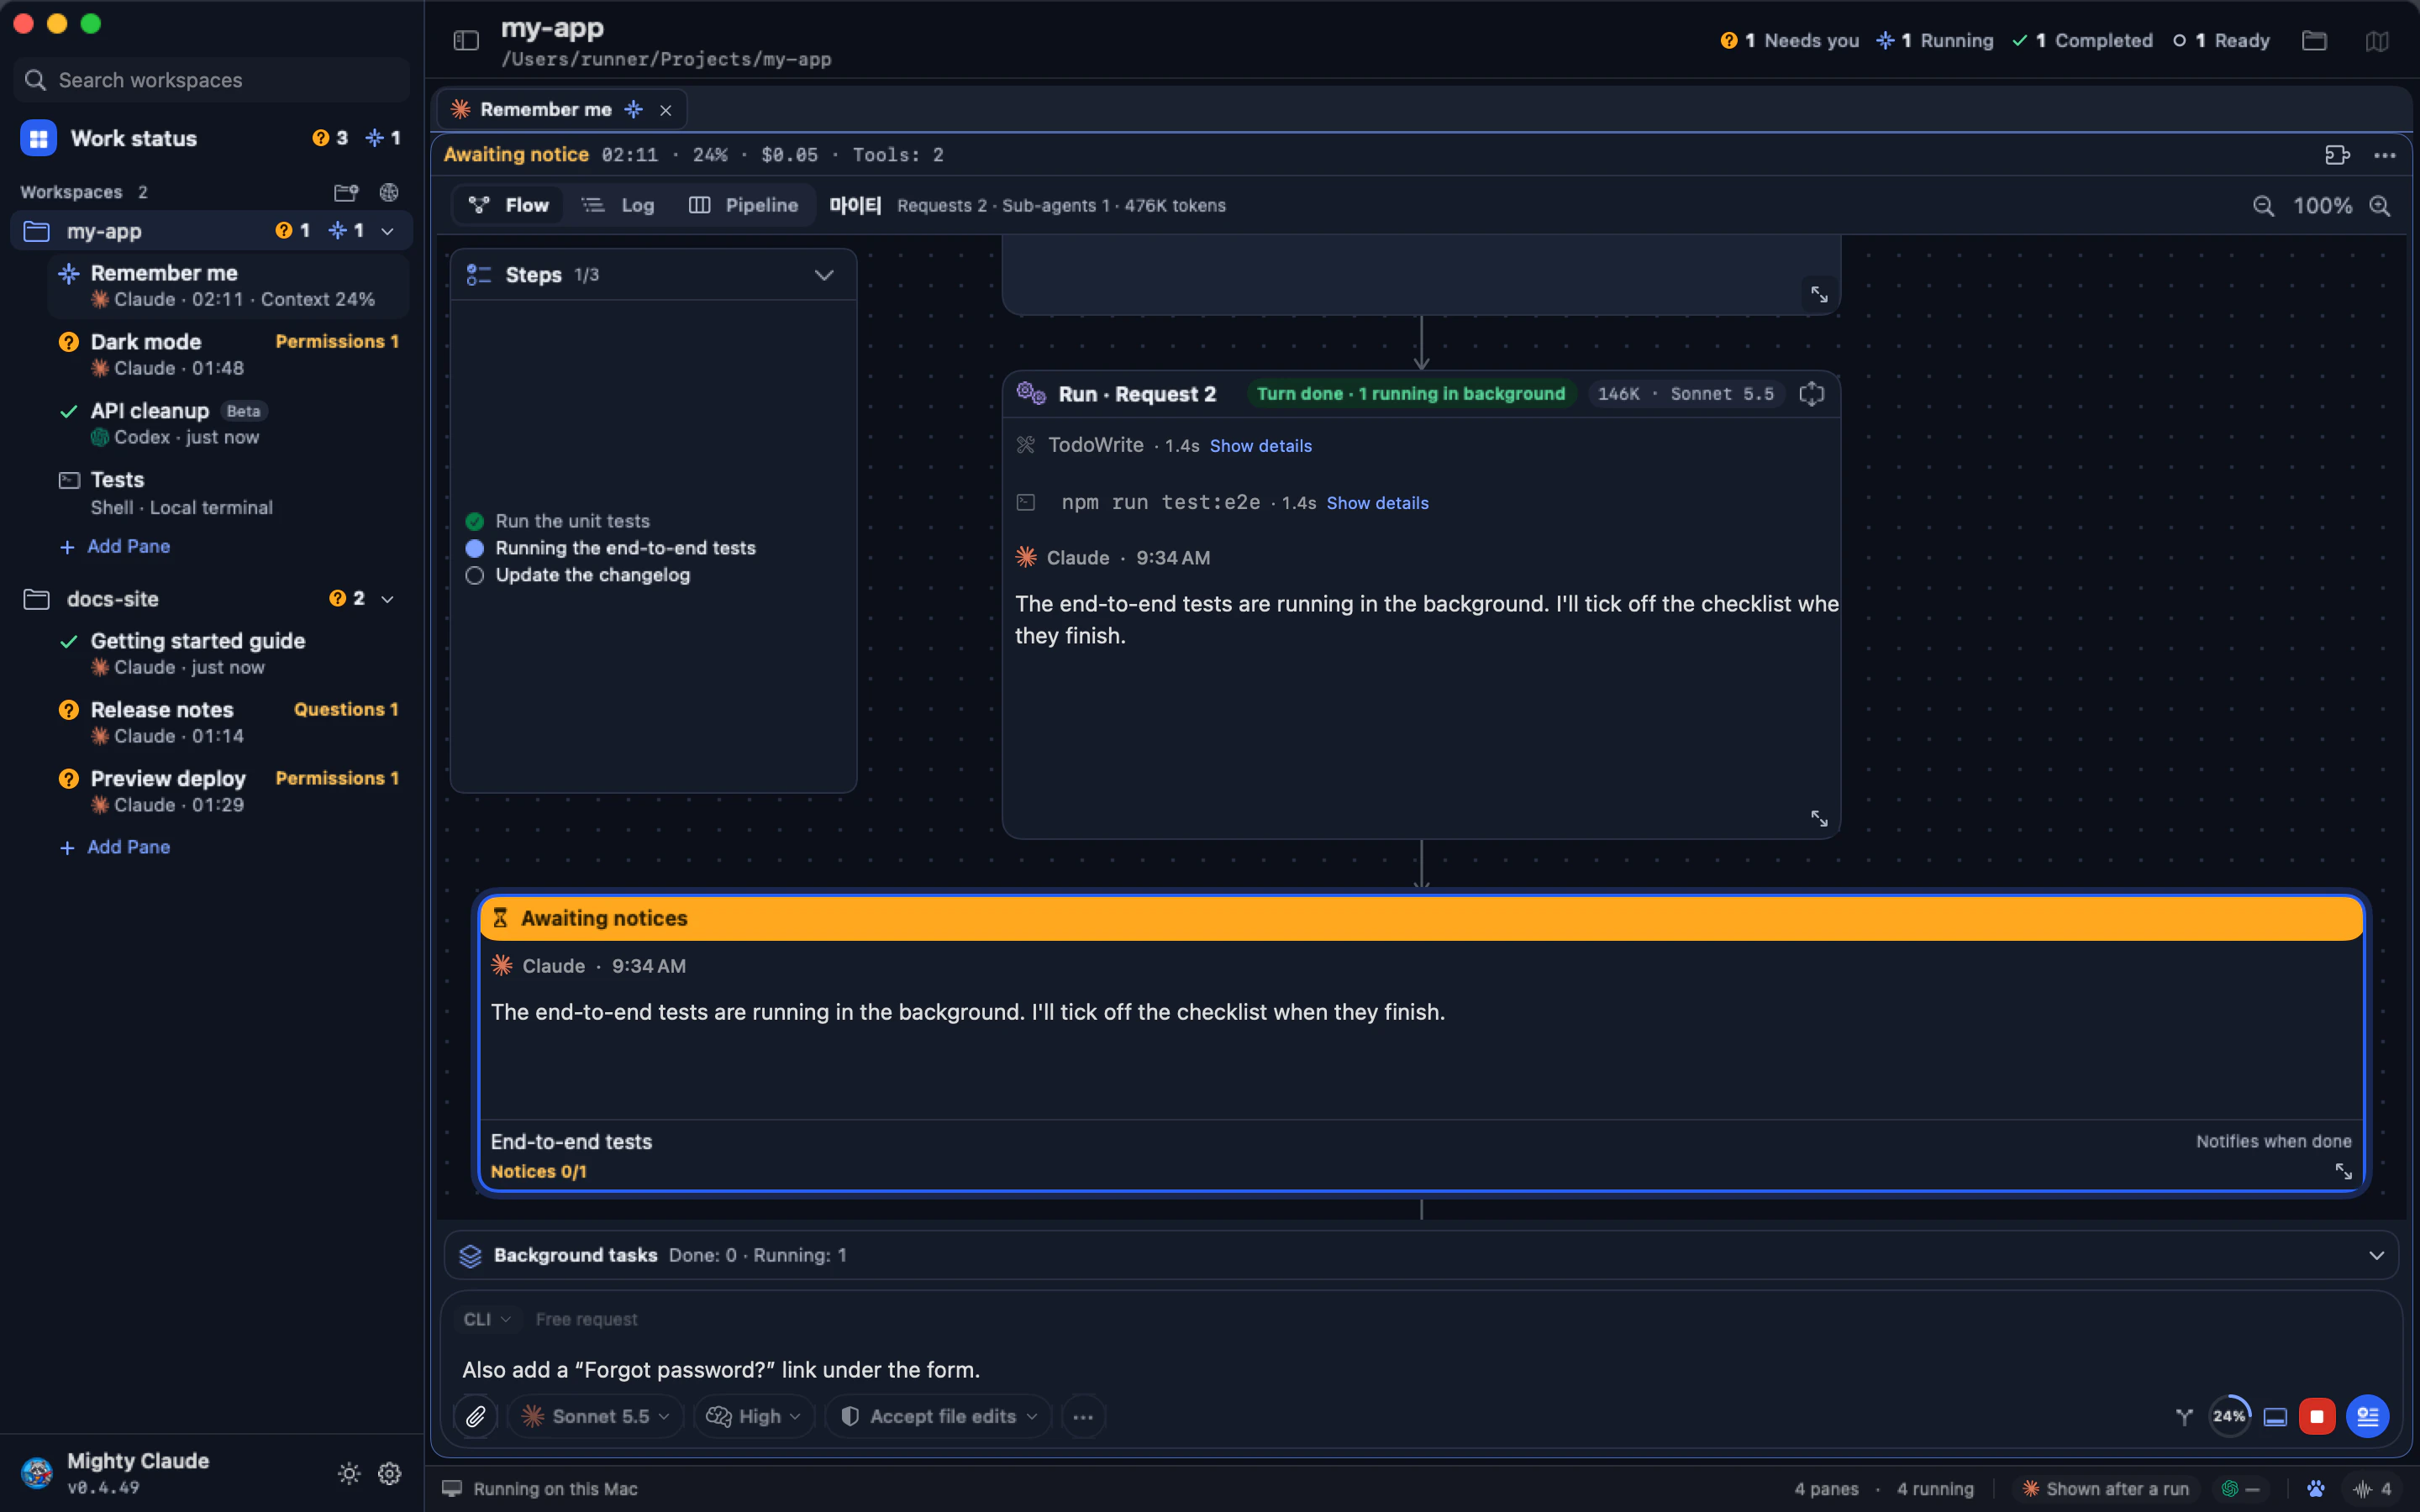 my-app
/Users/runner/Projects/my-app
1 Needs you 1 Running 1 Completed 1 Ready
Search workspaces
Work status 3 1
Workspaces 2
my-app 1 1
Remember me
Claude · 02:11 · Context 24%
Dark mode Permissions 1
Claude · 01:48
API cleanup Beta
Codex · just now
Tests
Shell · Local terminal
+ Add Pane
docs-site 2
Getting started guide
Claude · just now
Release notes Questions 1
Claude · 01:14
Preview deploy Permissions 1
Claude · 01:29
+ Add Pane
Mighty Claude
v0.4.49
Remember me
Awaiting notice 02:11 · 24% · $0.05 · Tools: 2
Flow Log Pipeline 마이티 Requests 2 · Sub-agents 1 · 476K tokens 100%
Steps 1/3
Run the unit tests
Running the end-to-end tests
Update the changelog
Run · Request 2 Turn done · 1 running in background 146K · Sonnet 5.5
TodoWrite · 1.4s Show details
npm run test:e2e · 1.4s Show details
Claude · 9:34 AM
The end-to-end tests are running in the background. I'll tick off the checklist whe
they finish.
Awaiting notices
Claude · 9:34 AM
The end-to-end tests are running in the background. I'll tick off the checklist when they finish.
End-to-end tests Notifies when done
Notices 0/1
Background tasks Done: 0 · Running: 1
CLI Free request
Also add a “Forgot password?” link under the form.
Sonnet 5.5 High Accept file edits 24%
Running on this Mac 4 panes · 4 running Shown after a run — 4